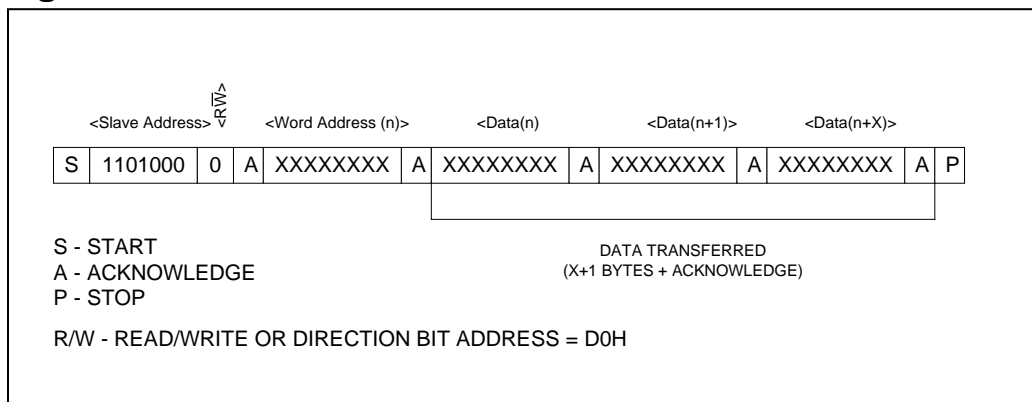 <R/W>
<Slave Address> <Word Address (n)> <Data(n) <Data(n+1)> <Data(n+X)>
S 1101000 0 A XXXXXXXX A XXXXXXXX A XXXXXXXX A XXXXXXXX A P
S - START
A - ACKNOWLEDGE
P - STOP
DATA TRANSFERRED
(X+1 BYTES + ACKNOWLEDGE)
R/W - READ/WRITE OR DIRECTION BIT ADDRESS = D0H